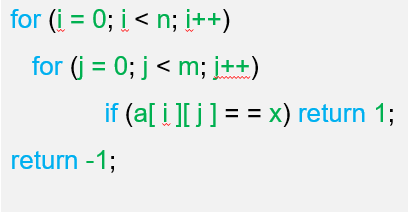 for (i = 0; i < n; i++)
for (j = 0; j < m; j++)
if (a[ i ][ j ] = = x) return 1;
return -1;